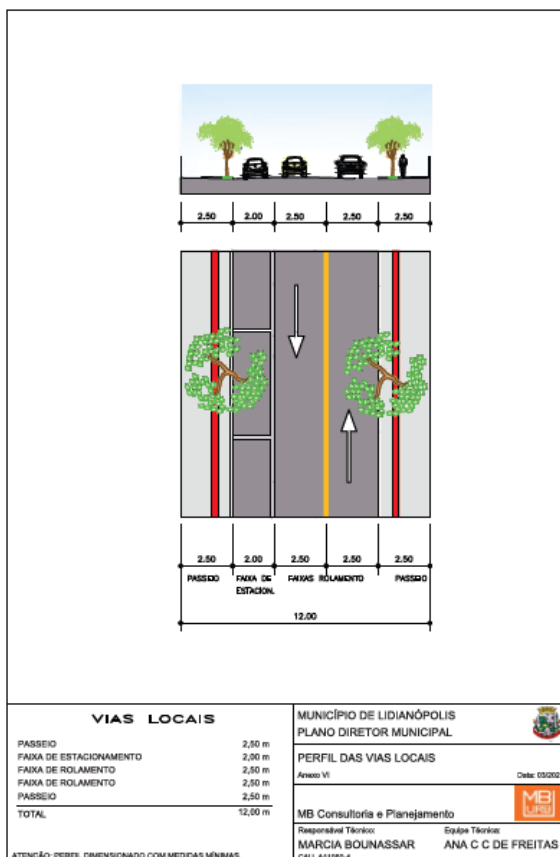 2.50 2.00 2.50 2.50 2.50
2.50 2.00 2.50 2.50 2.50
PASSEIO FAIXA DE ESTACION. FAIXAS ROLAMENTO PASSEIO
12.00
VIAS LOCAIS
PASSEIO 2,50 m
FAIXA DE ESTACIONAMENTO 2,00 m
FAIXA DE ROLAMENTO 2,50 m
FAIXA DE ROLAMENTO 2,50 m
PASSEIO 2,50 m
TOTAL 12,00 m
ATENÇÃO: PERFIL DIMENSIONADO COM MEDIDAS MÍNIMAS
MUNICÍPIO DE LIDIANÓPOLIS
PLANO DIRETOR MUNICIPAL
PERFIL DAS VIAS LOCAIS
Anexo VI Data: 03/202
MB Consultoria e Planejamento
MB
URB
Responsável Técnico: Equipe Técnica:
MARCIA BOUNASSAR ANA C C DE FREITAS